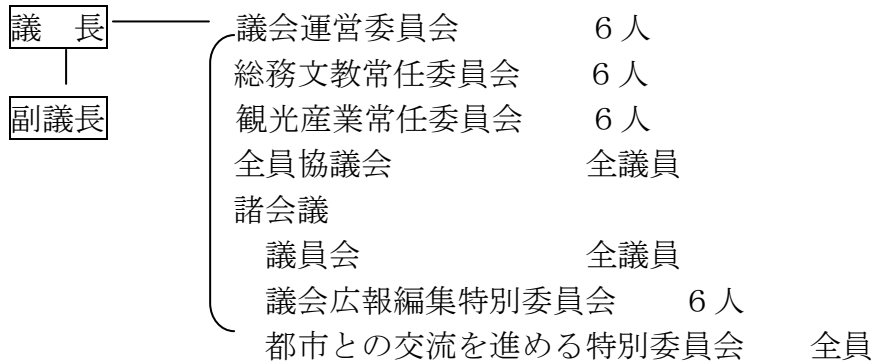 議　長　議会運営委員会　６人
総務文教常任委員会　６人
副議長　観光産業常任委員会　６人
全員協議会　全議員
諸会議
議員会　全議員
議会広報編集特別委員会　６人
都市との交流を進める特別委員会　全員